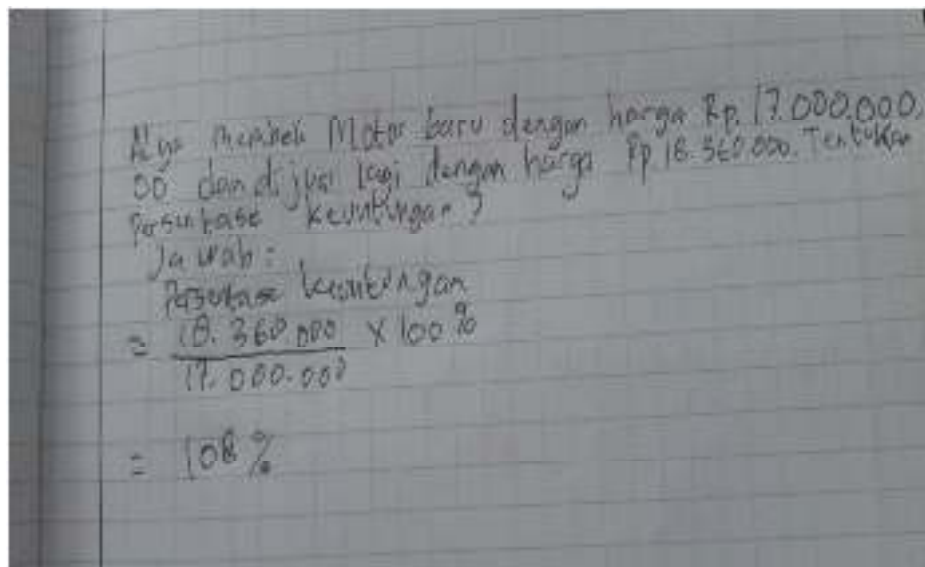 Alya membeli Motor baru dengan harga Rp. 17.000.000,
00 dan dijual lagi dengan harga Rp 18.360.000. Tentukan
Persentase keuntungan?
Jawab:
Persentase keuntungan
= 18.360.000 x 100%
17.000.000
= 108%